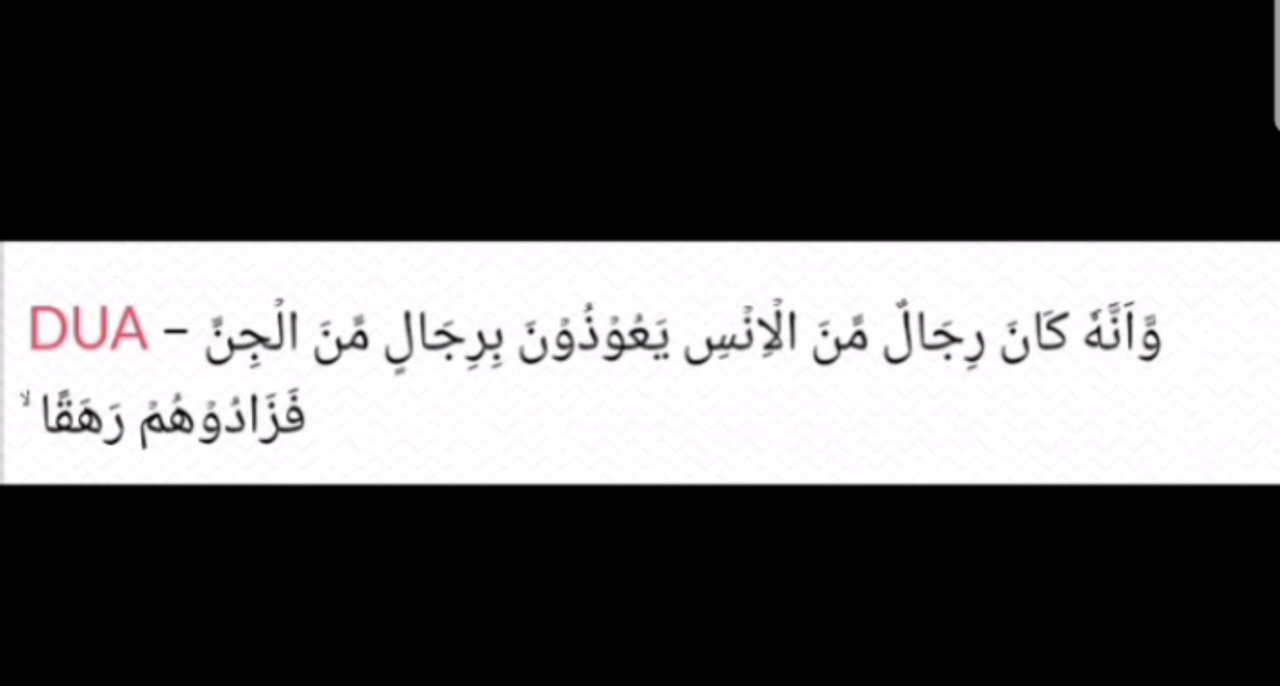 DUA – وَّاَنَّهٗ كَانَ رِجَالٌ مِّنَ الۡاِنۡسِ يَعُوۡذُوۡنَ بِرِجَالٍ مِّنَ الۡجِنِّ
فَزَادُوۡهُمۡ رَهَقًا ۙ